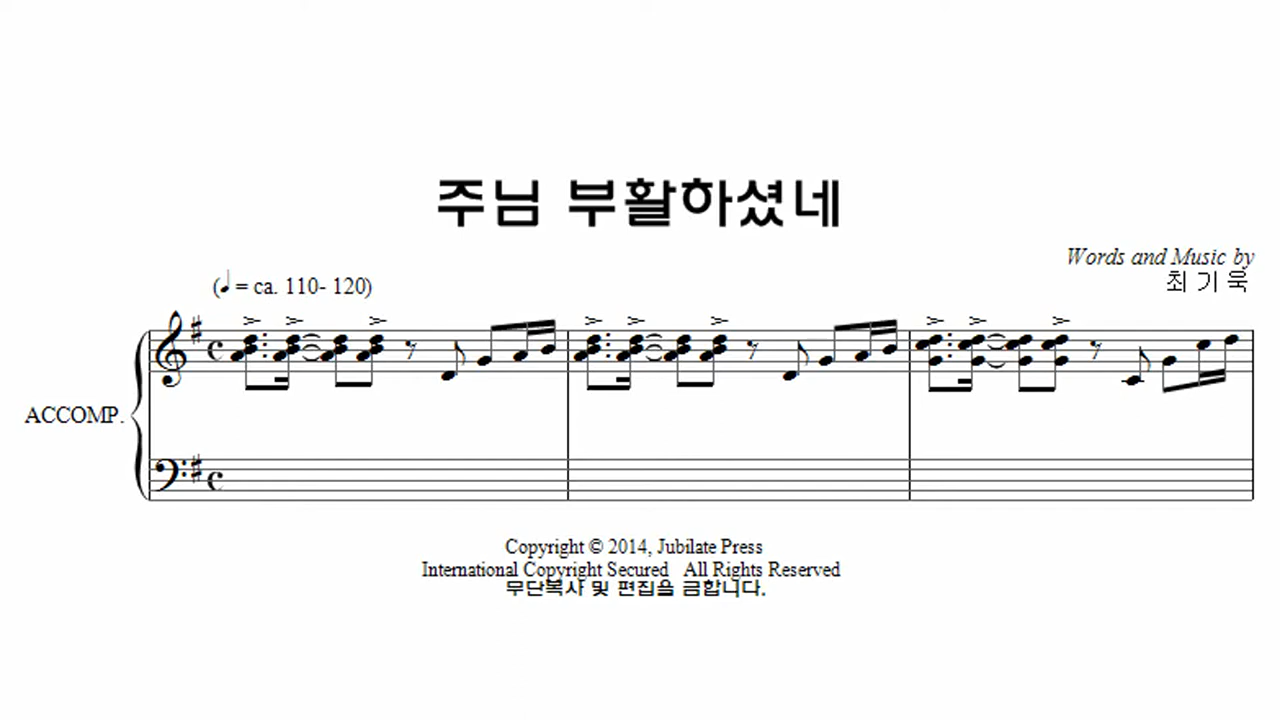 주님 부활하셨네
Words and Music by
최 기 욱
(♩ = ca. 110- 120)
ACCOMP.
Copyright © 2014, Jubilate Press
International Copyright Secured   All Rights Reserved
무단복사 및 편집을 금합니다.